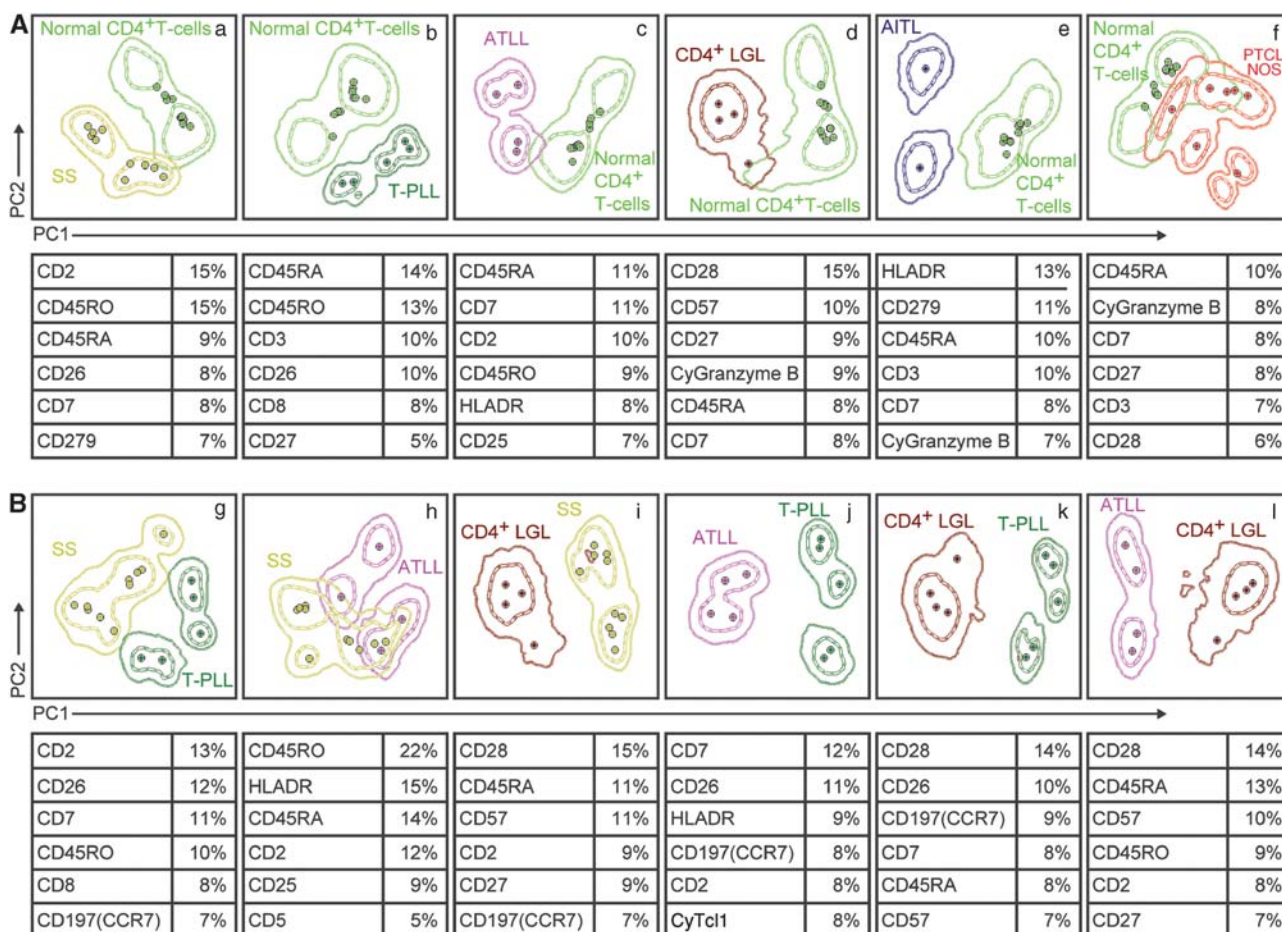 A
Normal CD4+T-cells a
SS
Normal CD4+T-cells b
T-PLL
ATLL c
Normal
CD4+
T-cells
CD4+ LGL d
Normal CD4+T-cells
AITL e
Normal
CD4+
T-cells
f
Normal
CD4+
T-cells
PTCL
NOS
PC2
PC1
CD2 15% CD45RA 14% CD45RA 11% CD28 15% HLADR 13% CD45RA 10%
CD45RO 15% CD45RO 13% CD7 11% CD57 10% CD279 11% CyGranzyme B 8%
CD45RA 9% CD3 10% CD2 10% CD27 9% CD45RA 10% CD7 8%
CD26 8% CD26 10% CD45RO 9% CyGranzyme B 9% CD3 10% CD27 8%
CD7 8% CD8 8% HLADR 8% CD45RA 8% CD7 8% CD3 7%
CD279 7% CD27 5% CD25 7% CD7 8% CyGranzyme B 7% CD28 6%
B
g
SS
T-PLL
h
SS
ATLL
SS i
CD4+ LGL
T-PLL j
ATLL
CD4+ LGL k
T-PLL
ATLL l
CD4+ LGL
PC2
PC1
CD2 13% CD45RO 22% CD28 15% CD7 12% CD28 14% CD28 14%
CD26 12% HLADR 15% CD45RA 11% CD26 11% CD26 10% CD45RA 13%
CD7 11% CD45RA 14% CD57 11% HLADR 9% CD197(CCR7) 9% CD57 10%
CD45RO 10% CD2 12% CD2 9% CD197(CCR7) 8% CD7 8% CD45RO 9%
CD8 8% CD25 9% CD27 9% CD2 8% CD45RA 8% CD2 8%
CD197(CCR7) 7% CD5 5% CD197(CCR7) 7% CyTcl1 8% CD57 7% CD27 7%